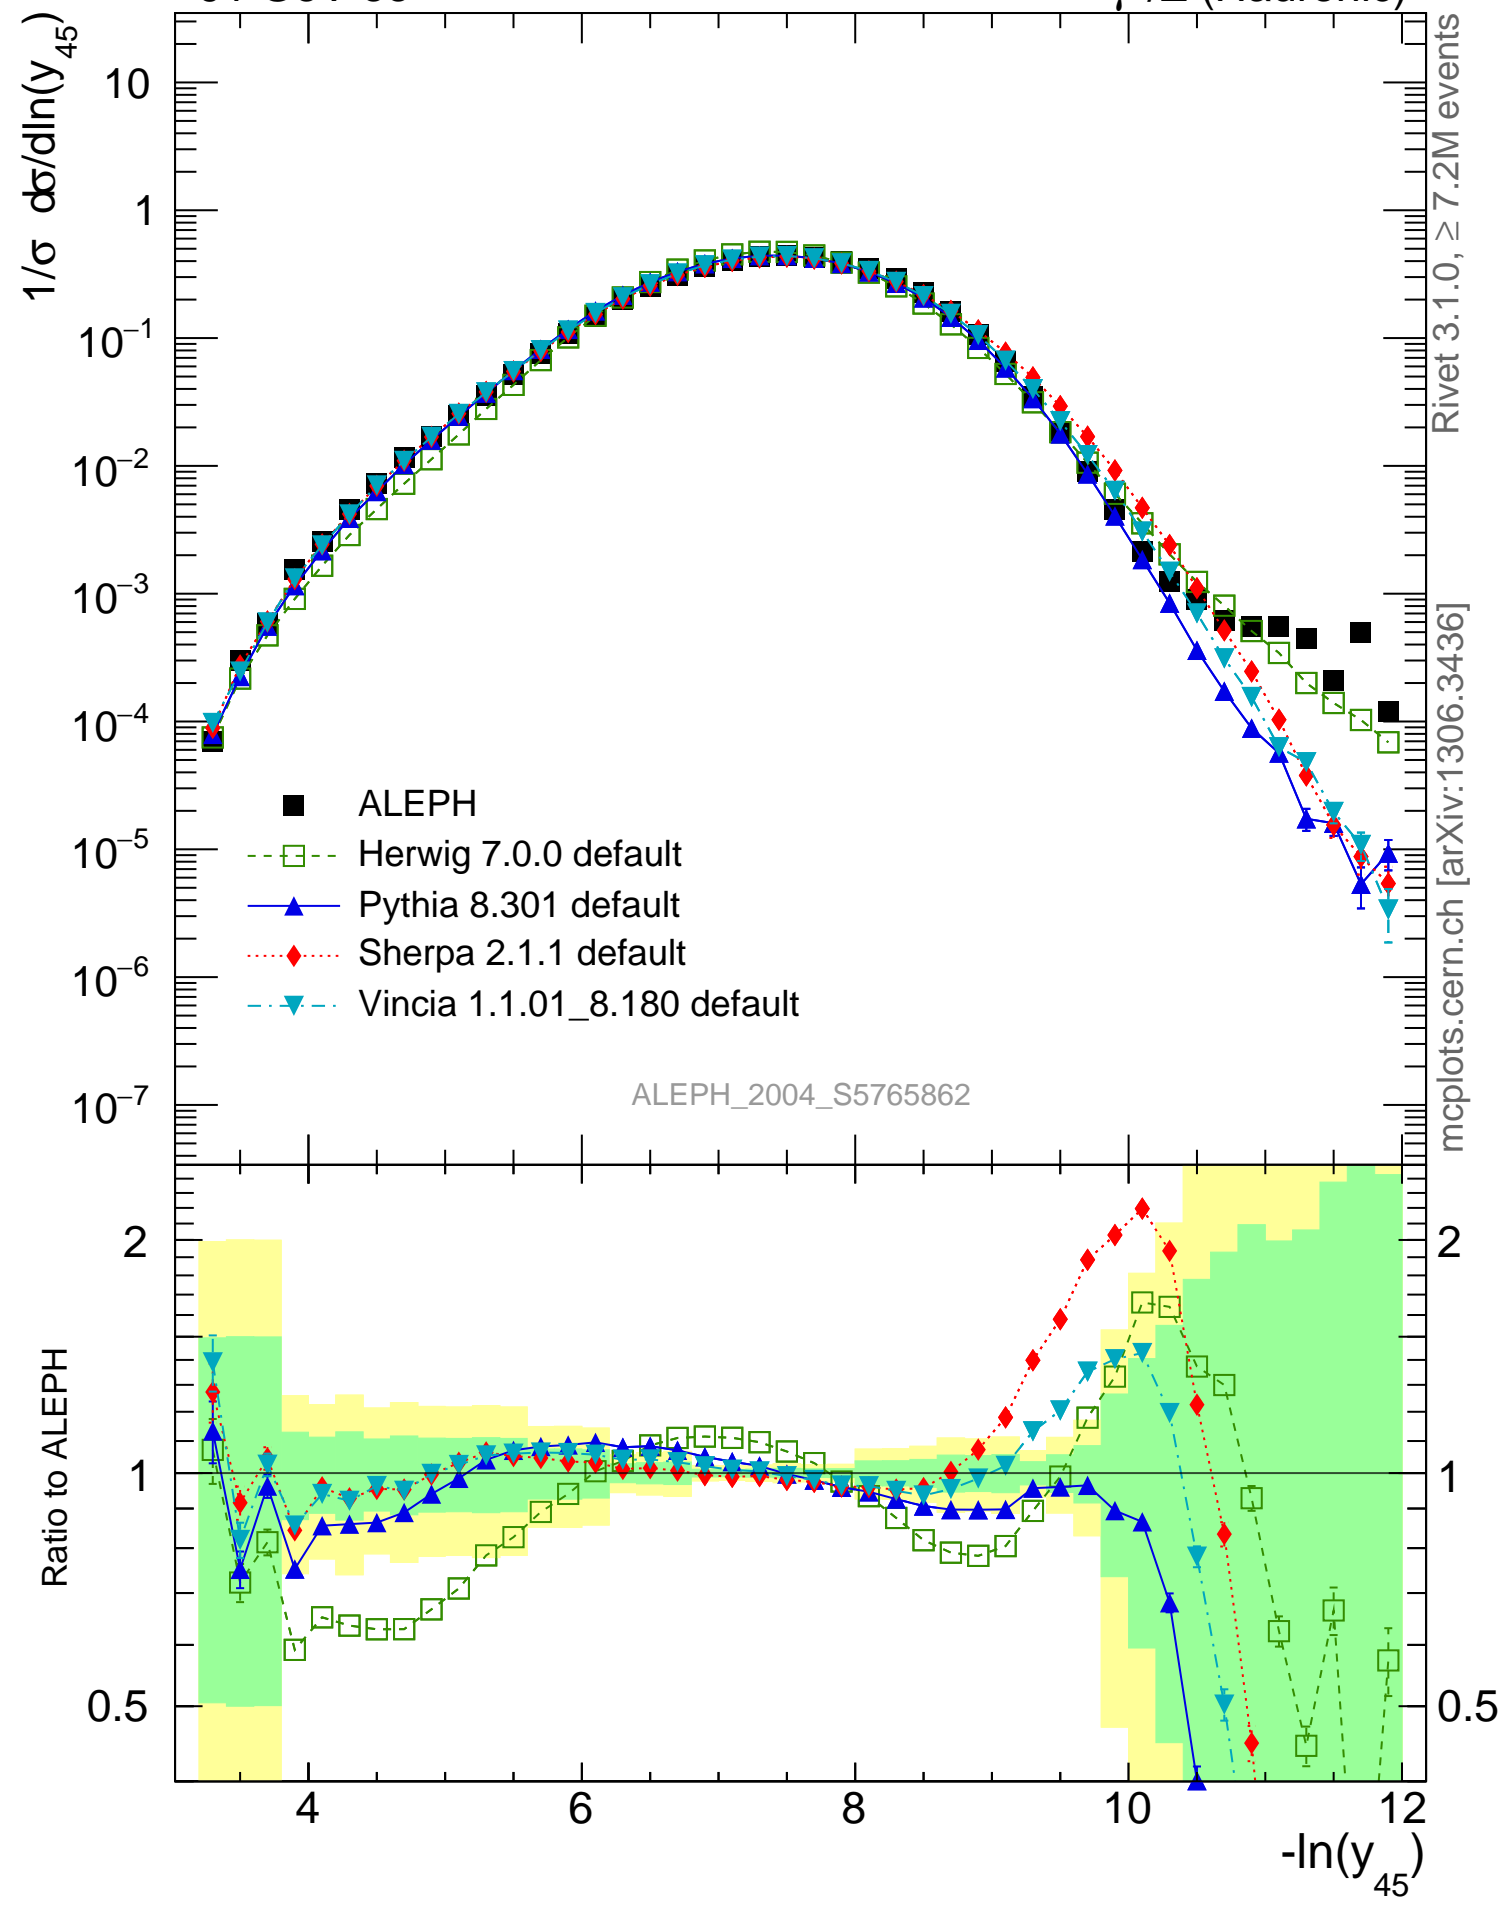 1/σ dσ/dln(y45)
10
1
10−1
10−2
10−3
10−4
10−5
10−6
10−7
ALEPH
Herwig 7.0.0 default
Pythia 8.301 default
Sherpa 2.1.1 default
Vincia 1.1.01_8.180 default
ALEPH_2004_S5765862
Rivet 3.1.0, ≥ 7.2M events
mcplots.cern.ch [arXiv:1306.3436]
Ratio to ALEPH
2
1
0.5
2
1
0.5
4 6 8 10 12
-ln(y45)